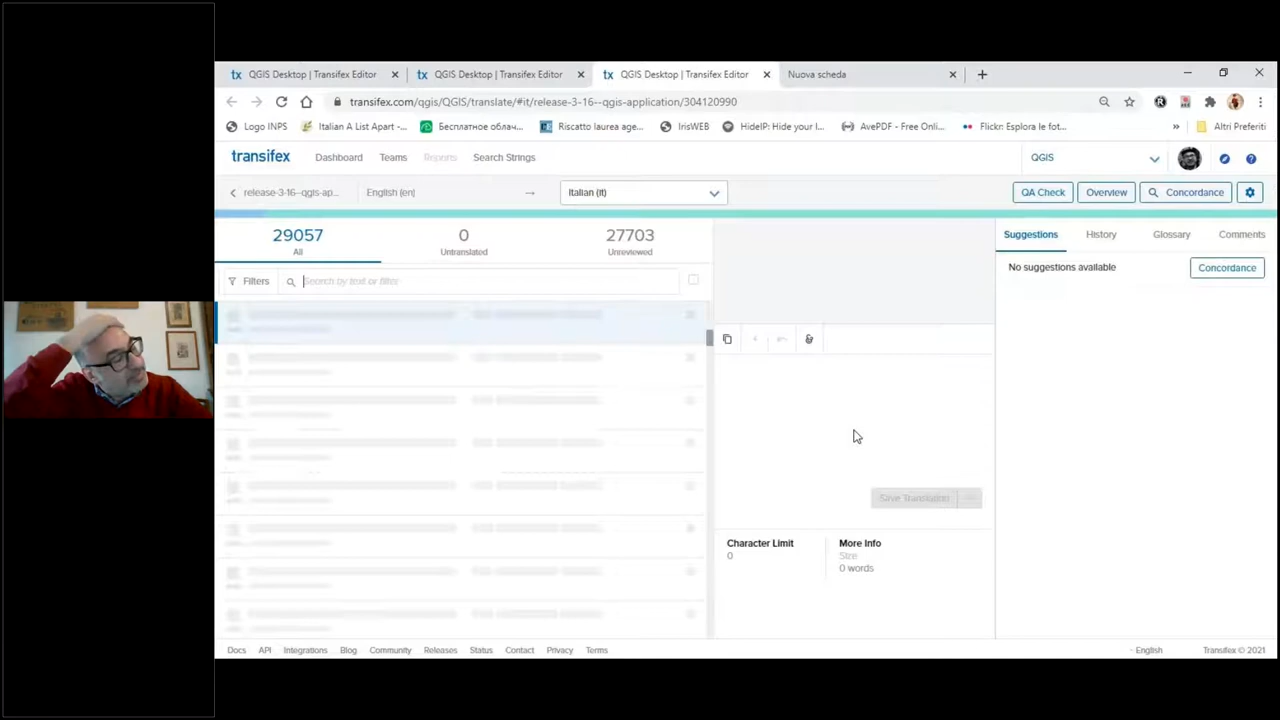 QGIS Desktop | Transifex Editor
QGIS Desktop | Transifex Editor
QGIS Desktop | Transifex Editor
Nuova scheda
transifex.com/qgis/QGIS/translate/#it/release-3-16--qgis-application/304120990
Logo INPS
Italian A List Apart -...
Бесплатное облач...
Riscatto laurea age...
IrisWEB
HideIP: Hide your I...
AvePDF - Free Onli...
Flickr: Esplora le fot...
»
Altri Preferiti
transifex
Dashboard
Teams
Reports
Search Strings
QGIS
release-3-16--qgis-ap...
English (en)
Italian (it)
QA Check
Overview
Concordance
29057
All
0
Untranslated
27703
Unreviewed
Suggestions
History
Glossary
Comments
Filters
Search by text or filter
No suggestions available
Concordance
Save Translation
Character Limit
0
More Info
Size
0 words
Docs
API
Integrations
Blog
Community
Releases
Status
Contact
Privacy
Terms
English
Transifex © 2021